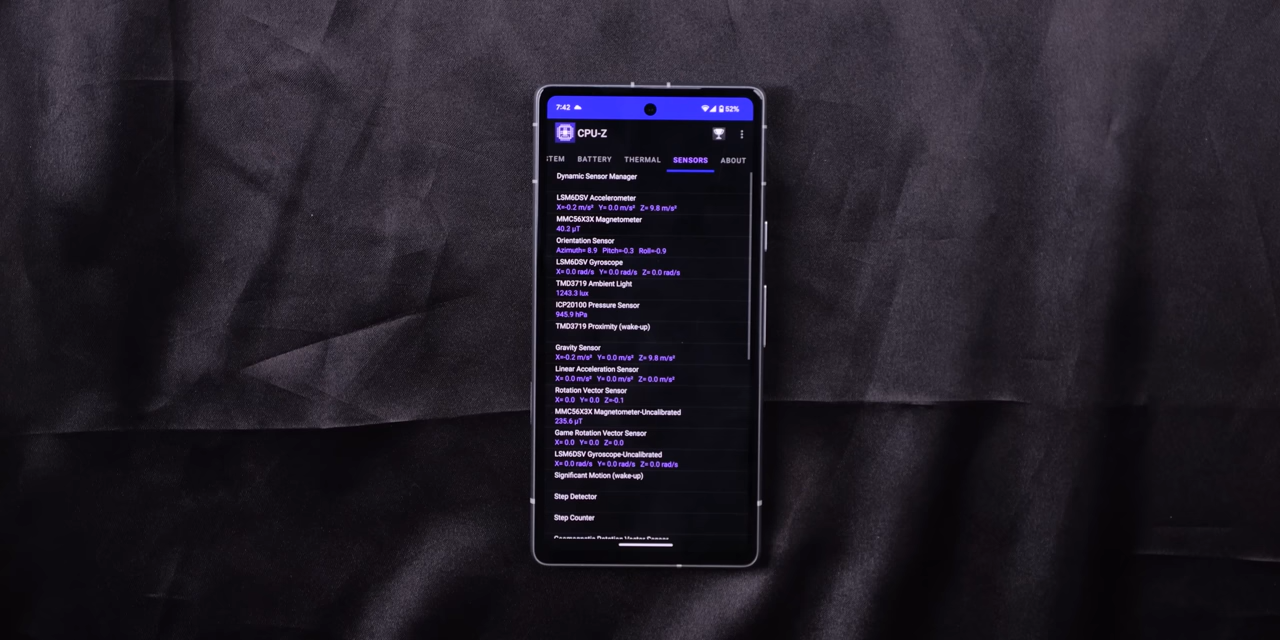 7:42 52%
CPU-Z
TEM BATTERY THERMAL SENSORS ABOUT
Dynamic Sensor Manager
LSM6DSV Accelerometer
X=-0.2 m/s² Y= 0.0 m/s² Z= 9.8 m/s²
MMC56X3X Magnetometer
40.2 μT
Orientation Sensor
Azimuth= 8.9 Pitch=-0.3 Roll=-0.9
LSM6DSV Gyroscope
X= 0.0 rad/s Y= 0.0 rad/s Z= 0.0 rad/s
TMD3719 Ambient Light
1243.3 lux
ICP20100 Pressure Sensor
945.9 hPa
TMD3719 Proximity (wake-up)
Gravity Sensor
X=-0.2 m/s² Y= 0.0 m/s² Z= 9.8 m/s²
Linear Acceleration Sensor
X= 0.0 m/s² Y= 0.0 m/s² Z= 0.0 m/s²
Rotation Vector Sensor
X= 0.0 Y= 0.0 Z=-0.1
MMC56X3X Magnetometer-Uncalibrated
235.6 μT
Game Rotation Vector Sensor
X= 0.0 Y= 0.0 Z= 0.0
LSM6DSV Gyroscope-Uncalibrated
X= 0.0 rad/s Y= 0.0 rad/s Z= 0.0 rad/s
Significant Motion (wake-up)
Step Detector
Step Counter
Geomagnetic Rotation Vector Sensor